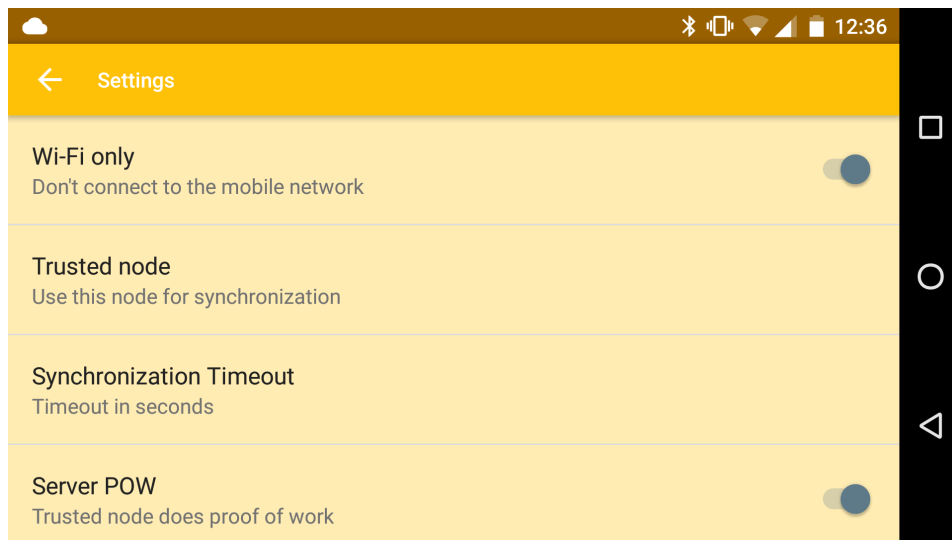 12:36
Settings
Wi-Fi only
Don't connect to the mobile network
Trusted node
Use this node for synchronization
Synchronization Timeout
Timeout in seconds
Server POW
Trusted node does proof of work